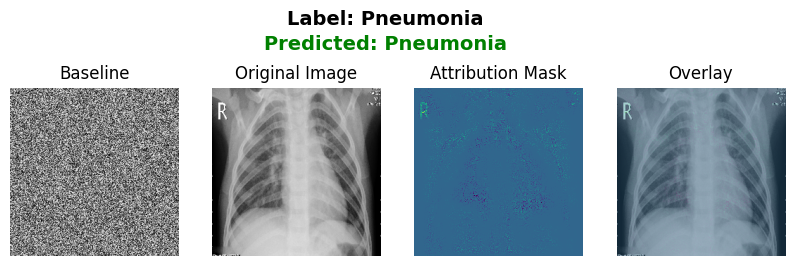 Label: Pneumonia
Predicted: Pneumonia
Baseline
Original Image
Attribution Mask
Overlay
R
R
R